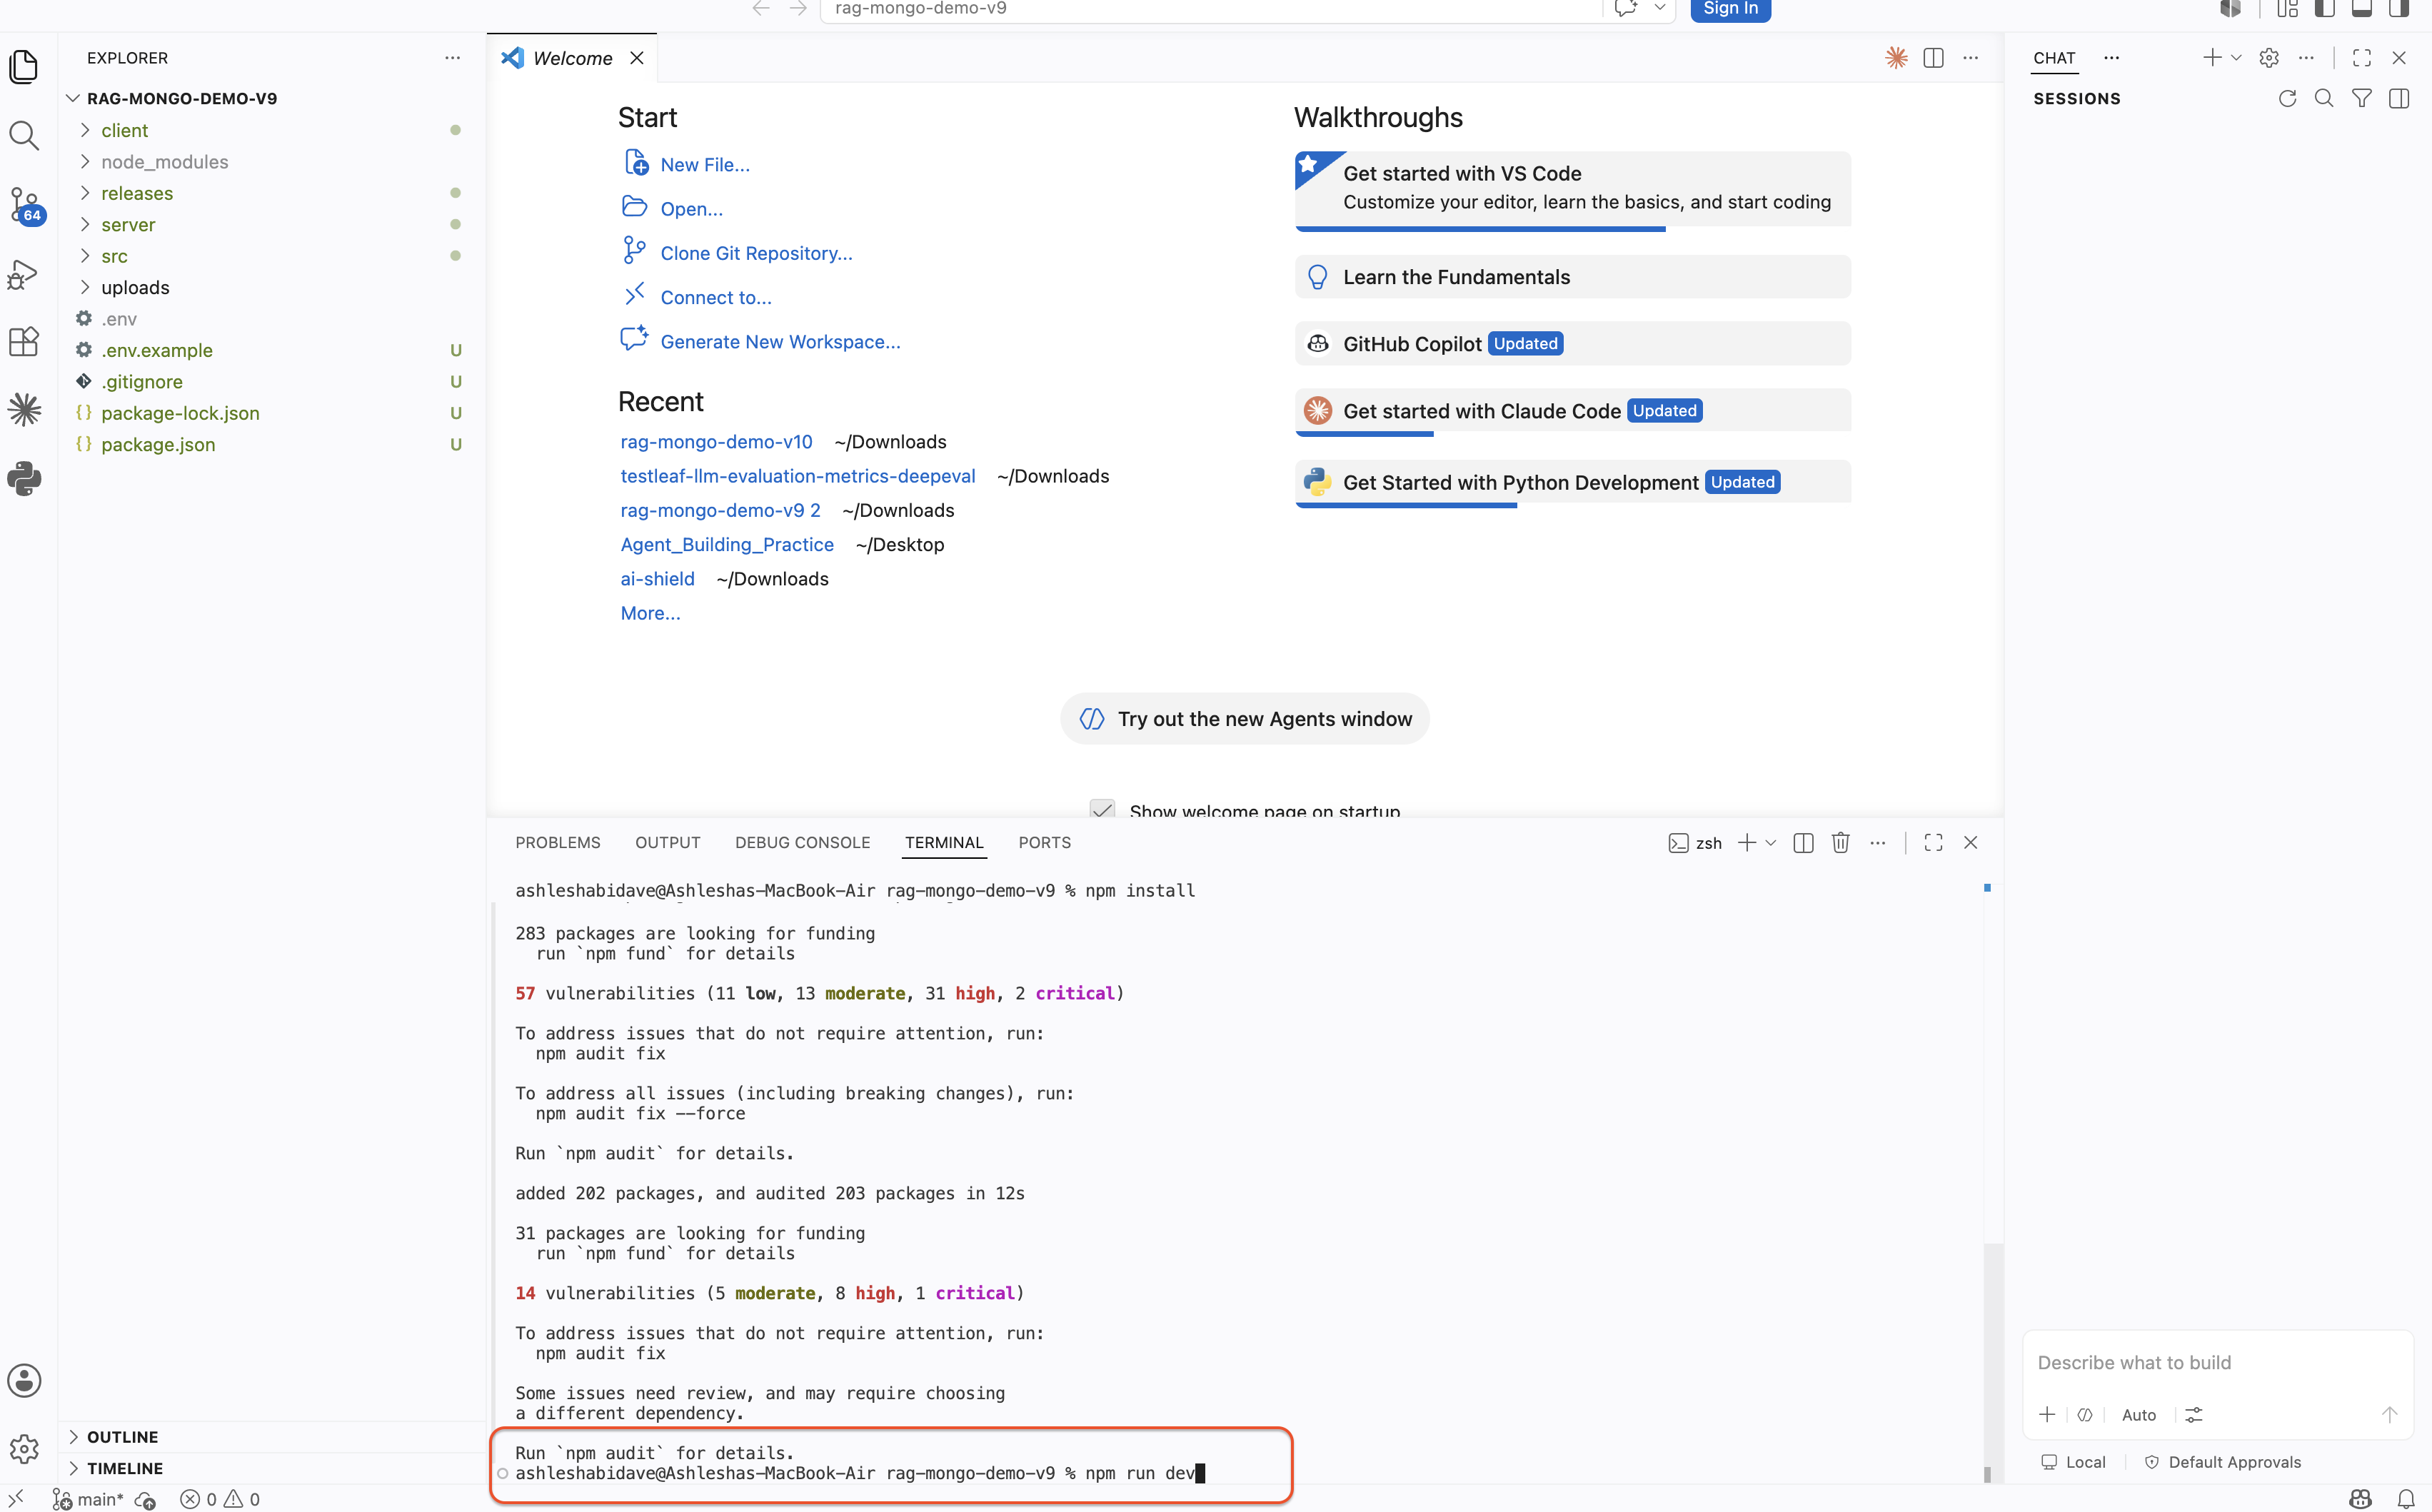 rag-mongo-demo-v9
Sign In
EXPLORER
RAG-MONGO-DEMO-V9
client
node_modules
releases
server
src
uploads
.env
.env.example U
.gitignore U
package-lock.json U
package.json U
64
OUTLINE
TIMELINE
Welcome
Start
New File...
Open...
Clone Git Repository...
Connect to...
Generate New Workspace...
Recent
rag-mongo-demo-v10 ~/Downloads
testleaf-llm-evaluation-metrics-deepeval ~/Downloads
rag-mongo-demo-v9 2 ~/Downloads
Agent_Building_Practice ~/Desktop
ai-shield ~/Downloads
More...
Walkthroughs
Get started with VS Code
Customize your editor, learn the basics, and start coding
Learn the Fundamentals
GitHub Copilot Updated
Get started with Claude Code Updated
Get Started with Python Development Updated
Try out the new Agents window
Show welcome page on startup
PROBLEMS OUTPUT DEBUG CONSOLE TERMINAL PORTS
zsh
ashleshabidave@Ashleshas-MacBook-Air rag-mongo-demo-v9 % npm install
283 packages are looking for funding
run `npm fund` for details
57 vulnerabilities (11 low, 13 moderate, 31 high, 2 critical)
To address issues that do not require attention, run:
npm audit fix
To address all issues (including breaking changes), run:
npm audit fix --force
Run `npm audit` for details.
added 202 packages, and audited 203 packages in 12s
31 packages are looking for funding
run `npm fund` for details
14 vulnerabilities (5 moderate, 8 high, 1 critical)
To address issues that do not require attention, run:
npm audit fix
Some issues need review, and may require choosing
a different dependency.
Run `npm audit` for details.
ashleshabidave@Ashleshas-MacBook-Air rag-mongo-demo-v9 % npm run dev
CHAT
SESSIONS
Describe what to build
Auto
Local
Default Approvals
main*
0 0